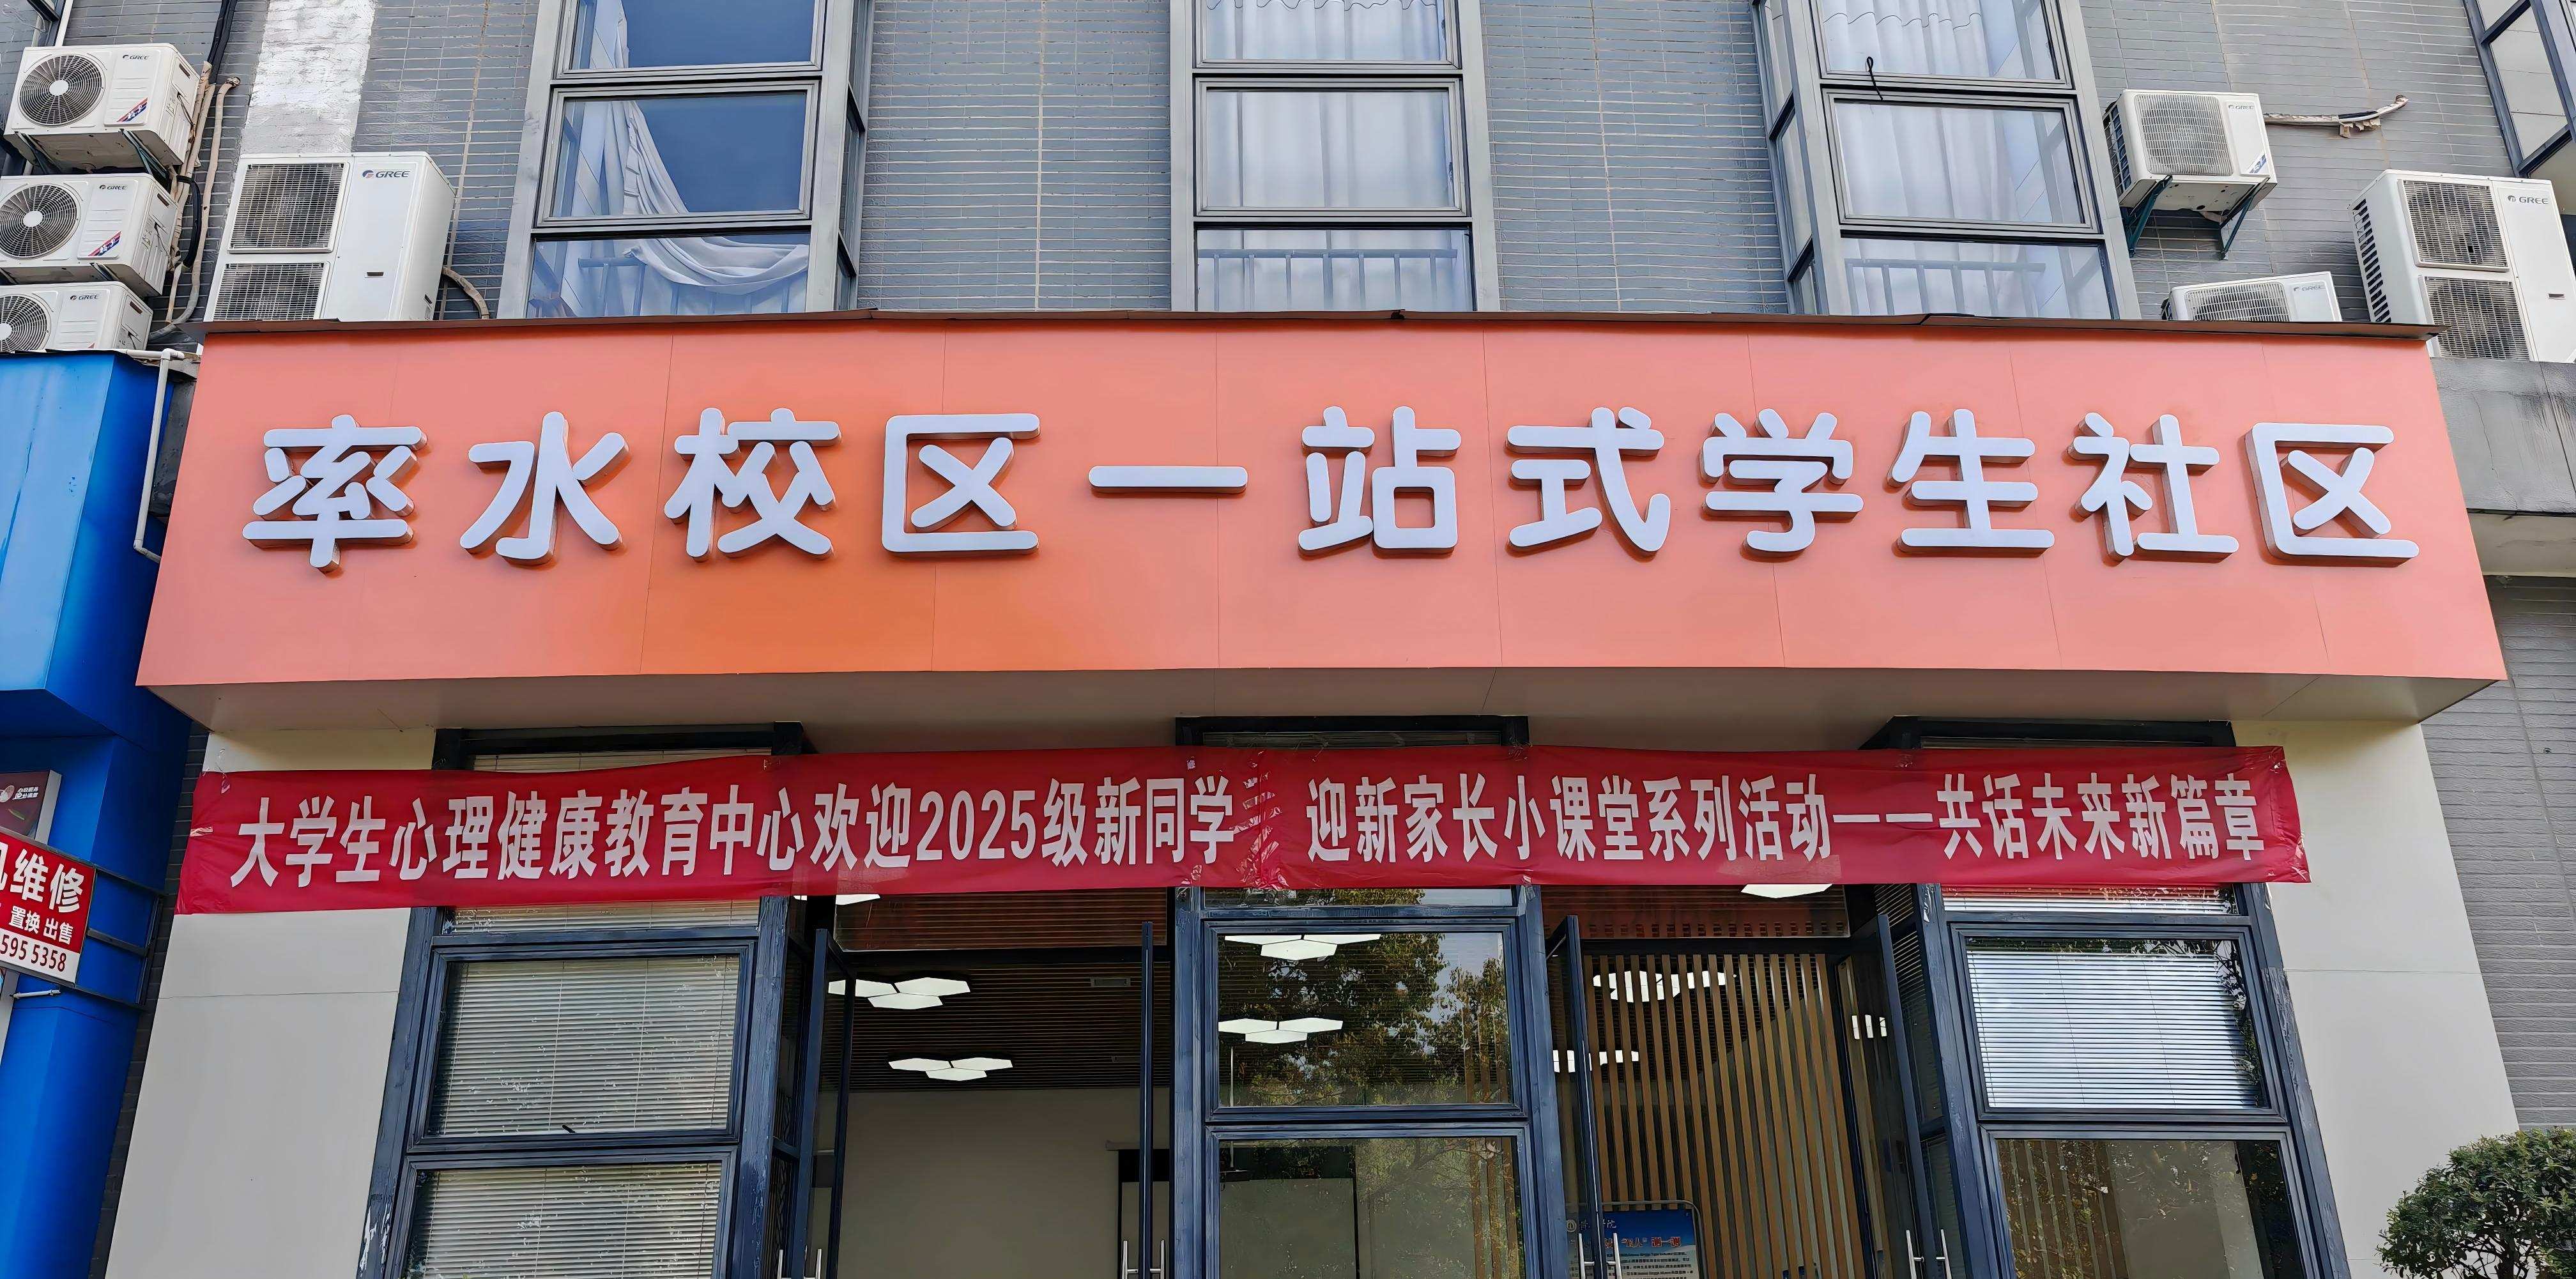 GREE
GREE
GREE
GREE
GREE
GREE
GREE
率水校区一站式学生社区
大学生心理健康教育中心欢迎2025级新同学 迎新家长小课堂系列活动——共话未来新篇章
维修
置换 出售
595 5358